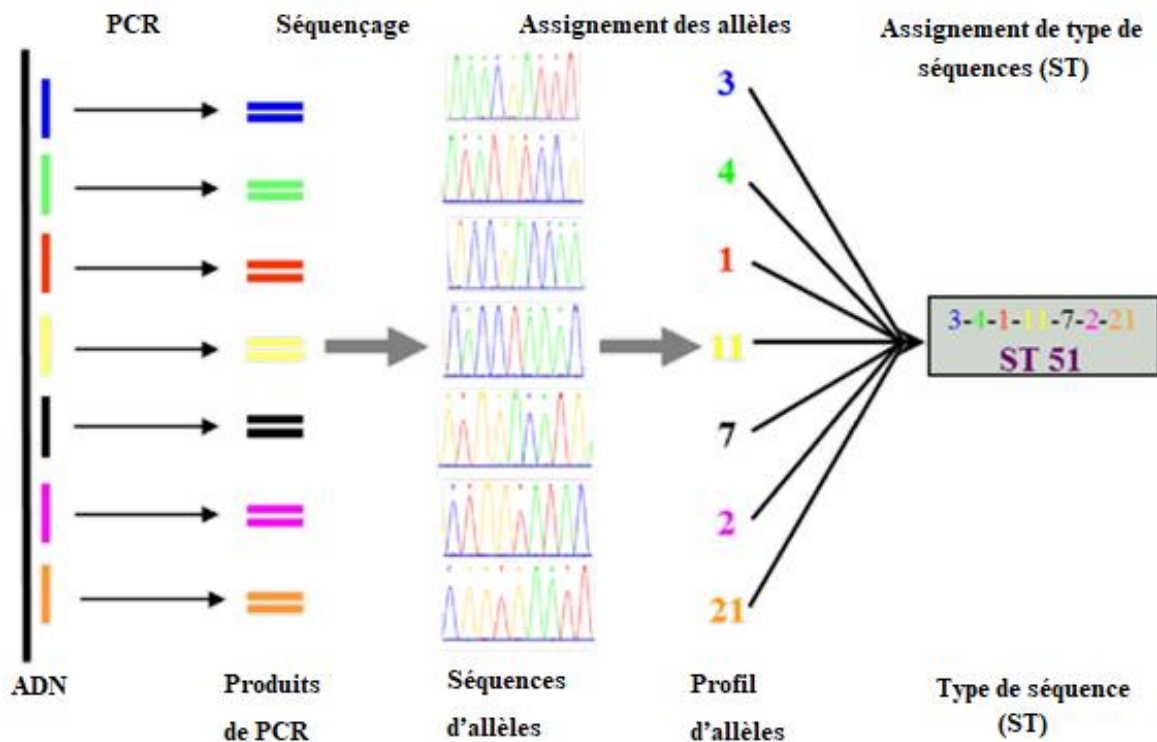 PCR
Séquençage
Assignement des allèles
Assignement de type de
séquences (ST)
3
4
1
11
7
2
21
3-4-1-11-7-2-21
ST 51
ADN
Produits
de PCR
Séquences
d'allèles
Profil
d'allèles
Type de séquence
(ST)